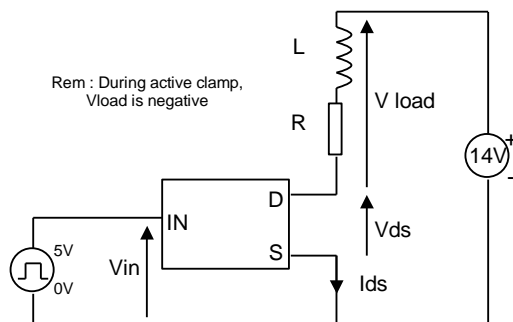 L
Rem : During active clamp,
Vload is negative
V load
R
14V
+
-
D
IN
Vds
S
5V
Vin
0V
Ids